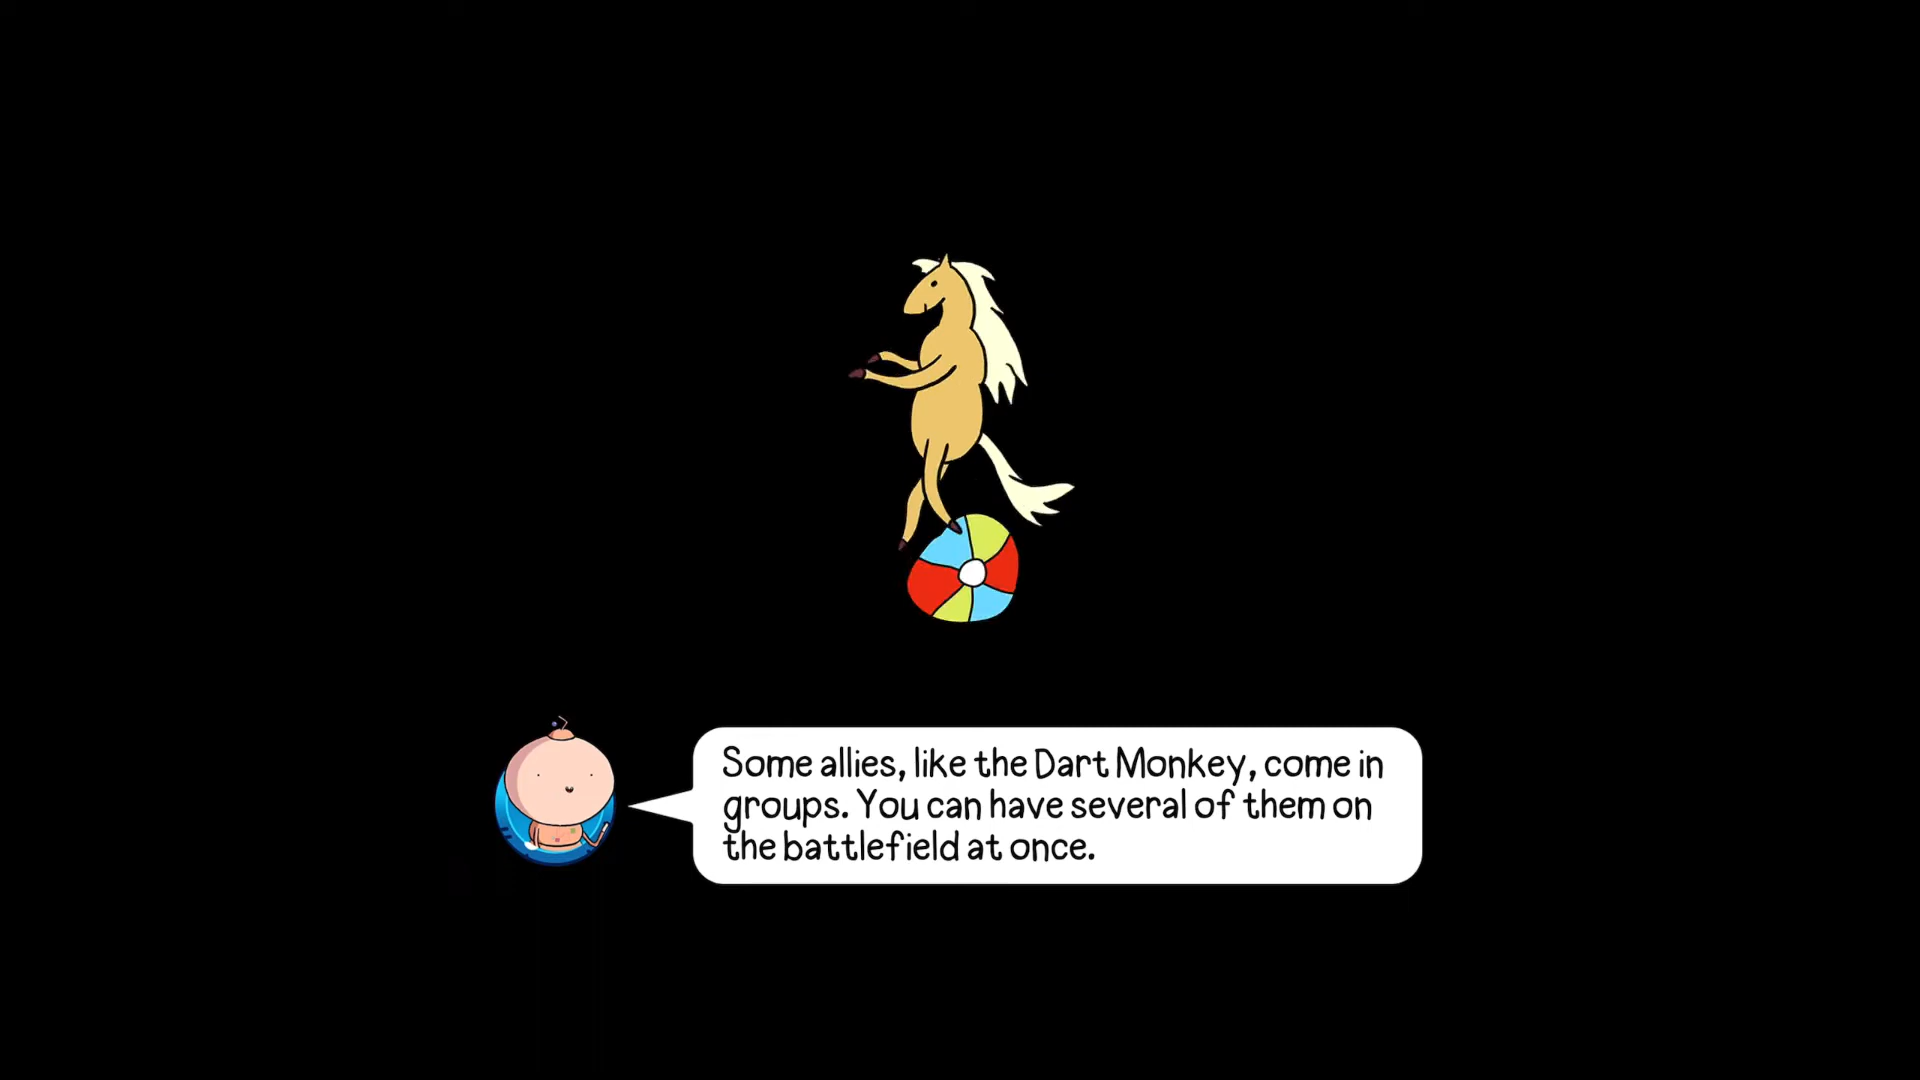 Some allies, like the Dart Monkey, come in
groups. You can have several of them on
the battlefield at once.